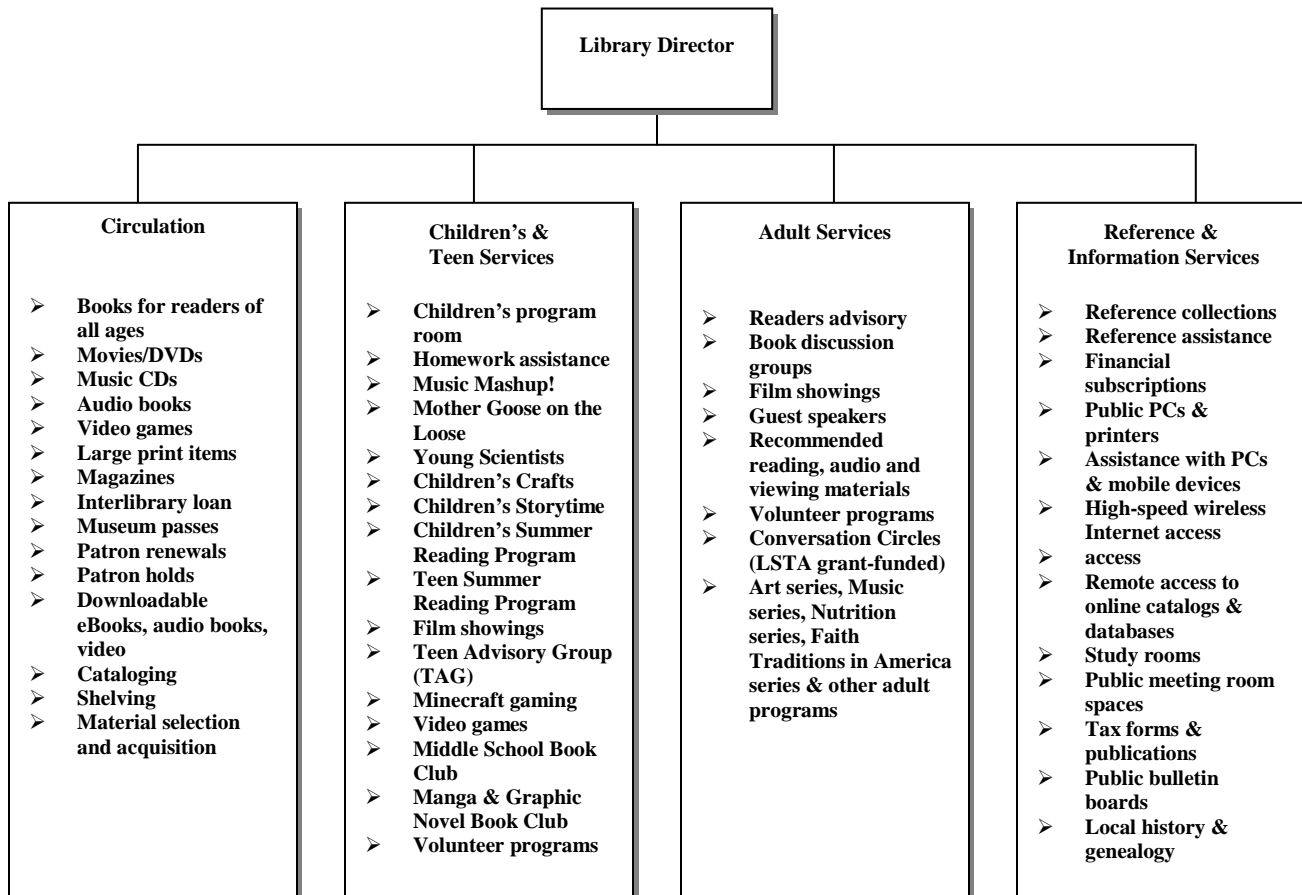 Library Director
Circulation
➢ Books for readers of
all ages
➢ Movies/DVDs
➢ Music CDs
➢ Audio books
➢ Video games
➢ Large print items
➢ Magazines
➢ Interlibrary loan
➢ Museum passes
➢ Patron renewals
➢ Patron holds
➢ Downloadable
eBooks, audio books,
video
➢ Cataloging
➢ Shelving
➢ Material selection
and acquisition
Children’s &
Teen Services
➢ Children’s program
room
➢ Homework assistance
➢ Music Mashup!
➢ Mother Goose on the
Loose
➢ Young Scientists
➢ Children’s Crafts
➢ Children’s Storytime
➢ Children’s Summer
Reading Program
➢ Teen Summer
Reading Program
➢ Film showings
➢ Teen Advisory Group
(TAG)
➢ Minecraft gaming
➢ Video games
➢ Middle School Book
Club
➢ Manga & Graphic
Novel Book Club
➢ Volunteer programs
Adult Services
➢ Readers advisory
➢ Book discussion
groups
➢ Film showings
➢ Guest speakers
➢ Recommended
reading, audio and
viewing materials
➢ Volunteer programs
➢ Conversation Circles
(LSTA grant-funded)
➢ Art series, Music
series, Nutrition
series, Faith
Traditions in America
series & other adult
programs
Reference &
Information Services
➢ Reference collections
➢ Reference assistance
➢ Financial
subscriptions
➢ Public PCs &
printers
➢ Assistance with PCs
& mobile devices
➢ High-speed wireless
Internet access
➢ access
➢ Remote access to
online catalogs &
databases
➢ Study rooms
➢ Public meeting room
spaces
➢ Tax forms &
publications
➢ Public bulletin
boards
➢ Local history &
genealogy